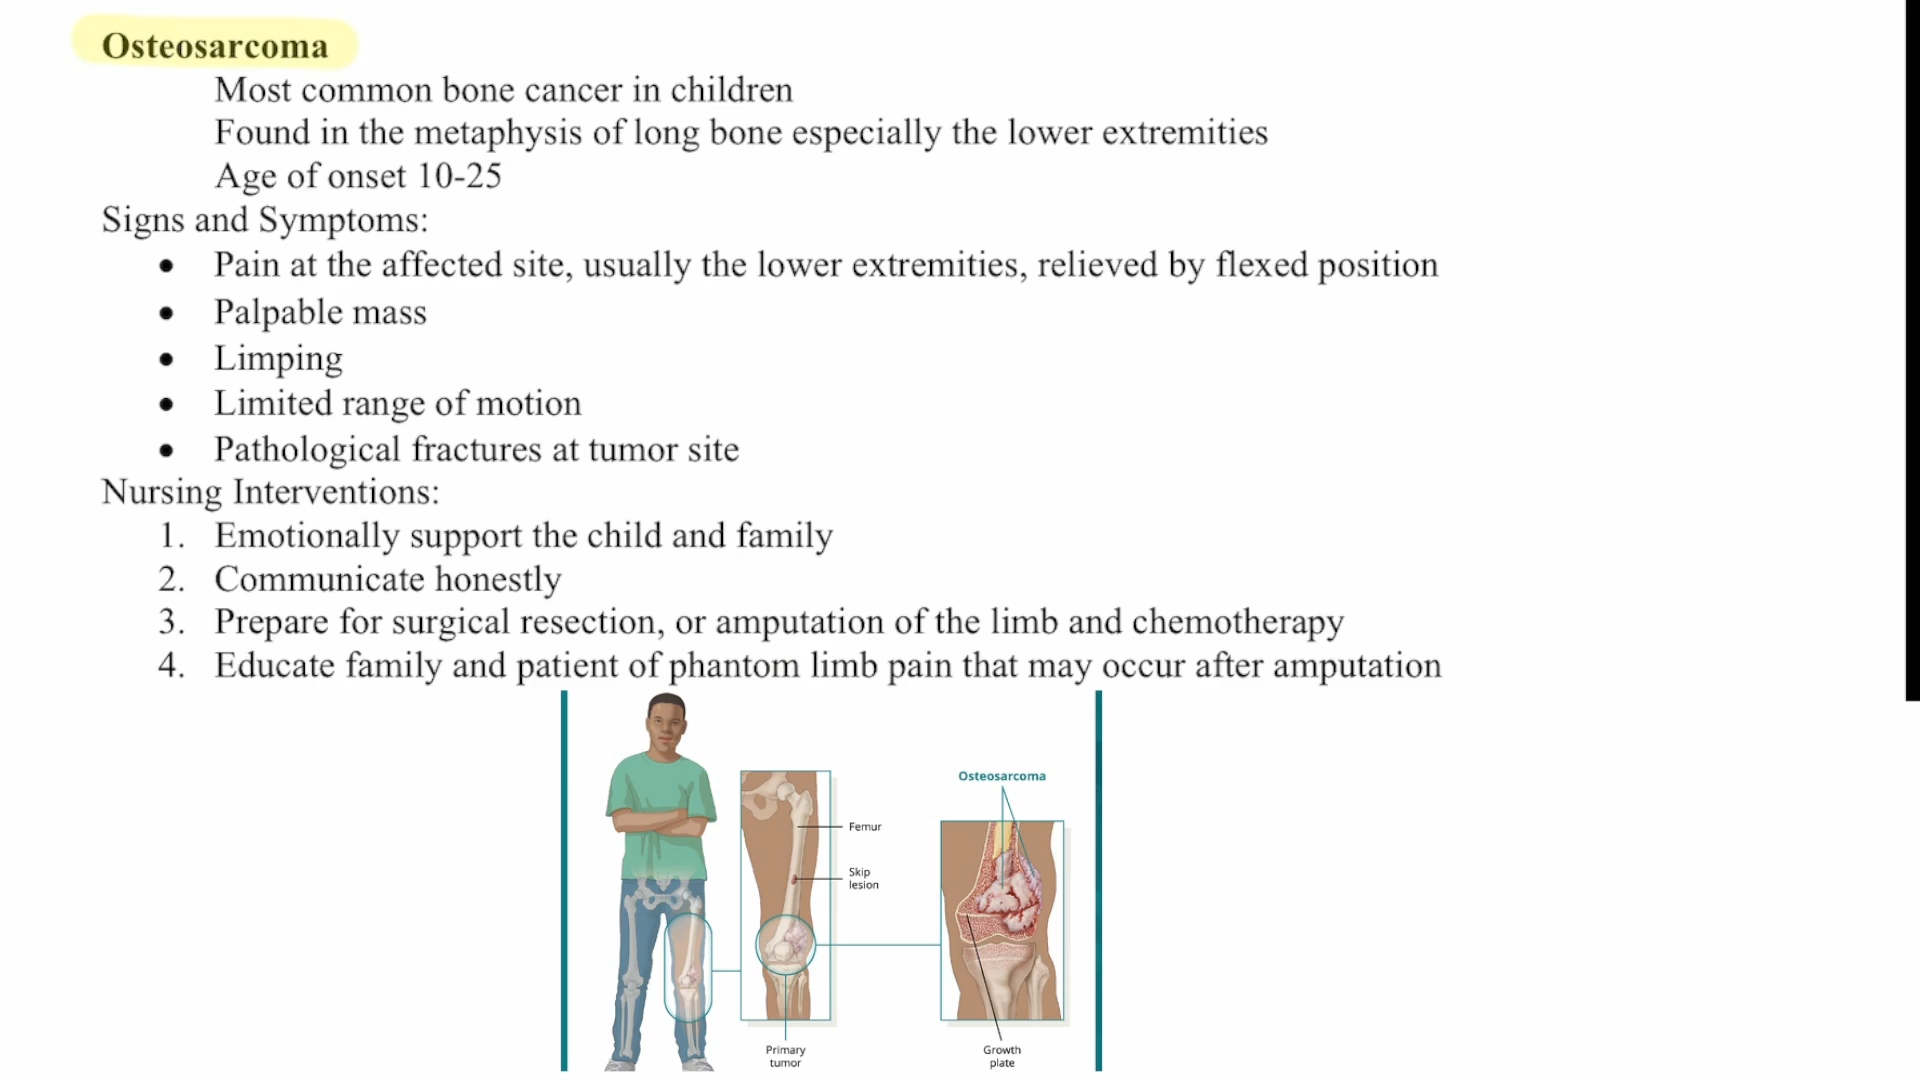 Osteosarcoma
Most common bone cancer in children
Found in the metaphysis of long bone especially the lower extremities
Age of onset 10-25
Signs and Symptoms:
• Pain at the affected site, usually the lower extremities, relieved by flexed position
• Palpable mass
• Limping
• Limited range of motion
• Pathological fractures at tumor site
Nursing Interventions:
1. Emotionally support the child and family
2. Communicate honestly
3. Prepare for surgical resection, or amputation of the limb and chemotherapy
4. Educate family and patient of phantom limb pain that may occur after amputation
Osteosarcoma
Femur
Skip
lesion
Primary
tumor
Growth
plate